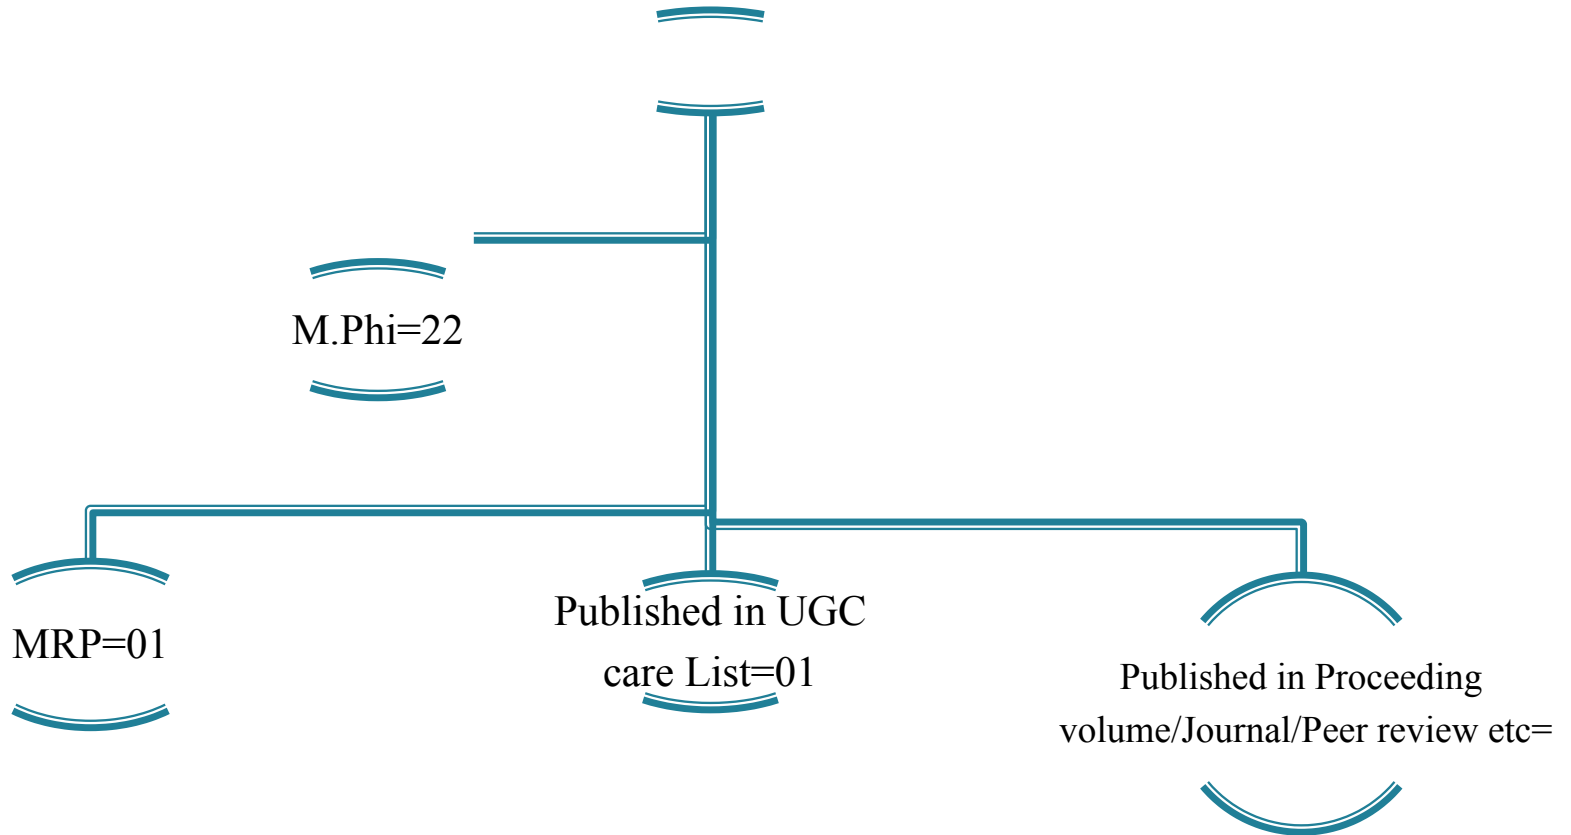 M.Phi=22
MRP=01
Published in UGC
care List=01
Published in Proceeding
volume/Journal/Peer review etc=